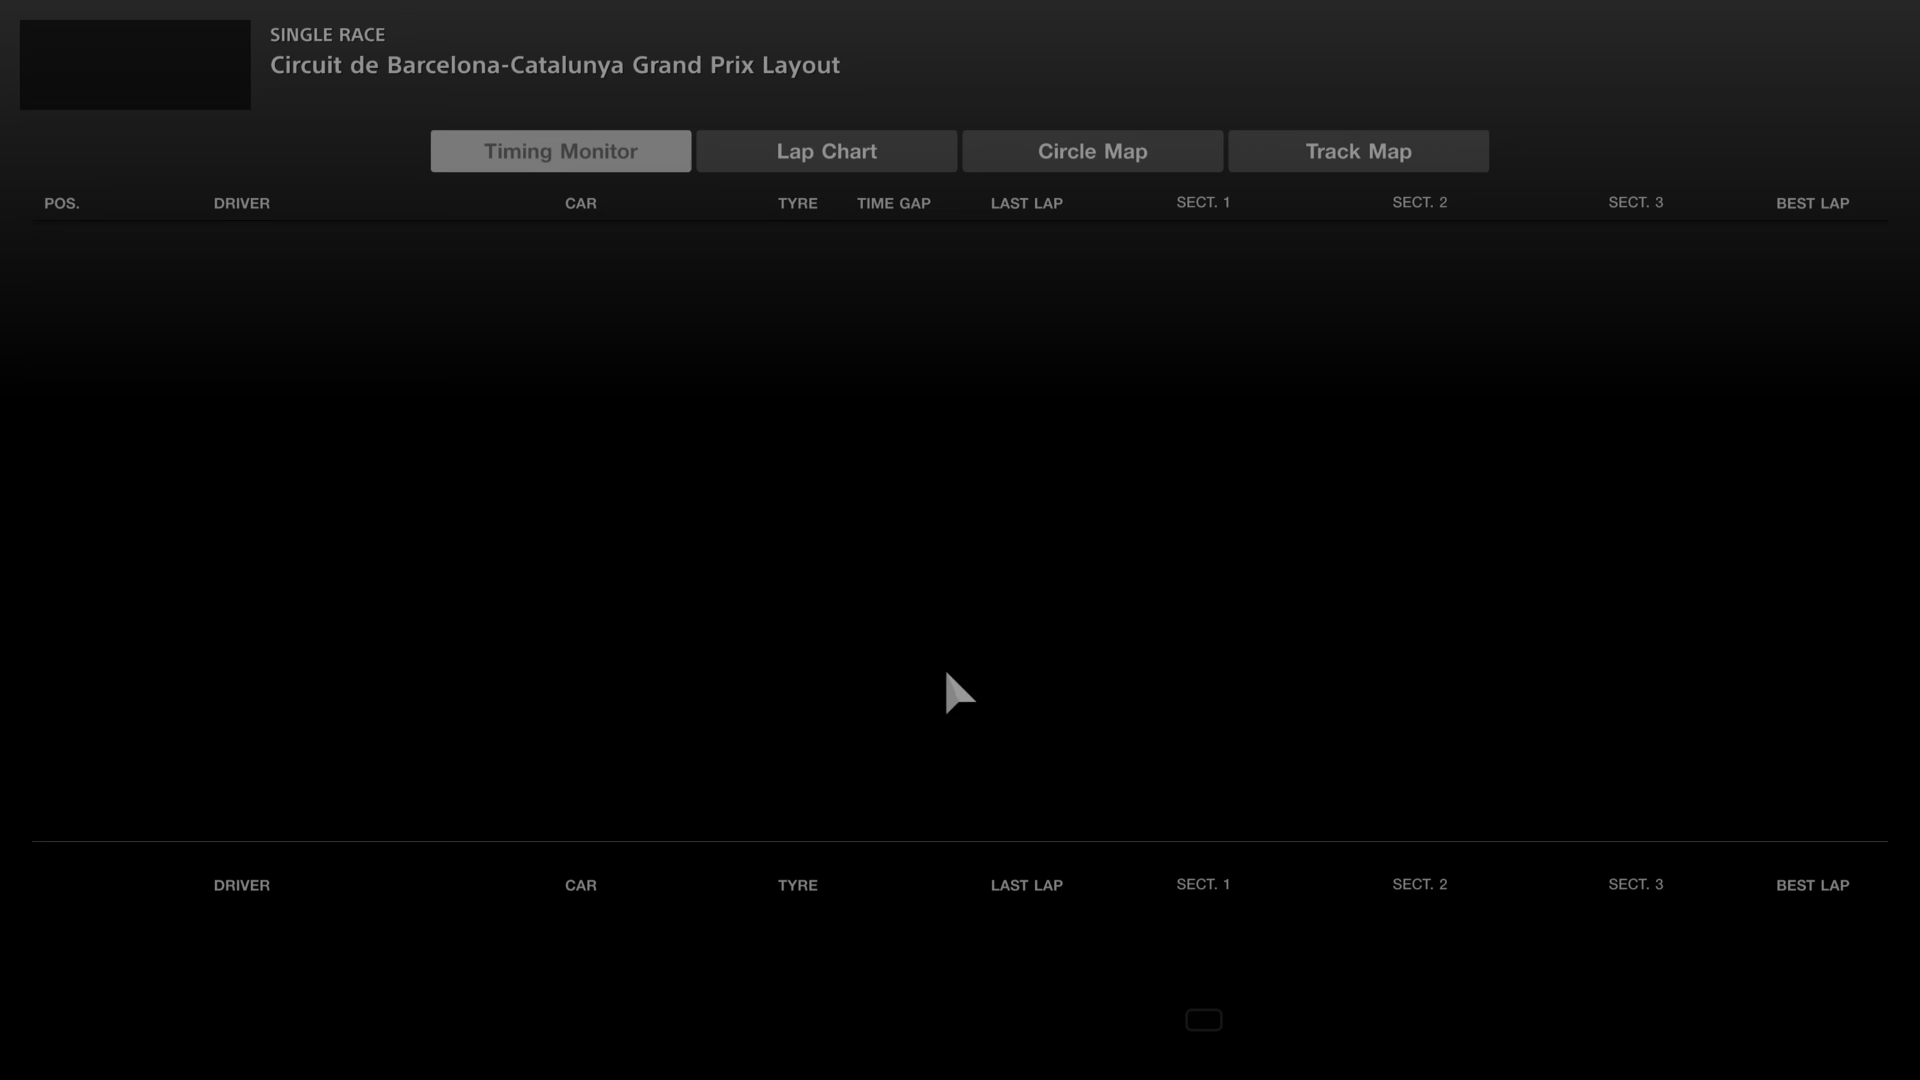 SINGLE RACE
Circuit de Barcelona-Catalunya Grand Prix Layout
Timing Monitor Lap Chart Circle Map Track Map
POS. DRIVER CAR TYRE TIME GAP LAST LAP SECT. 1 SECT. 2 SECT. 3 BEST LAP
DRIVER CAR TYRE LAST LAP SECT. 1 SECT. 2 SECT. 3 BEST LAP